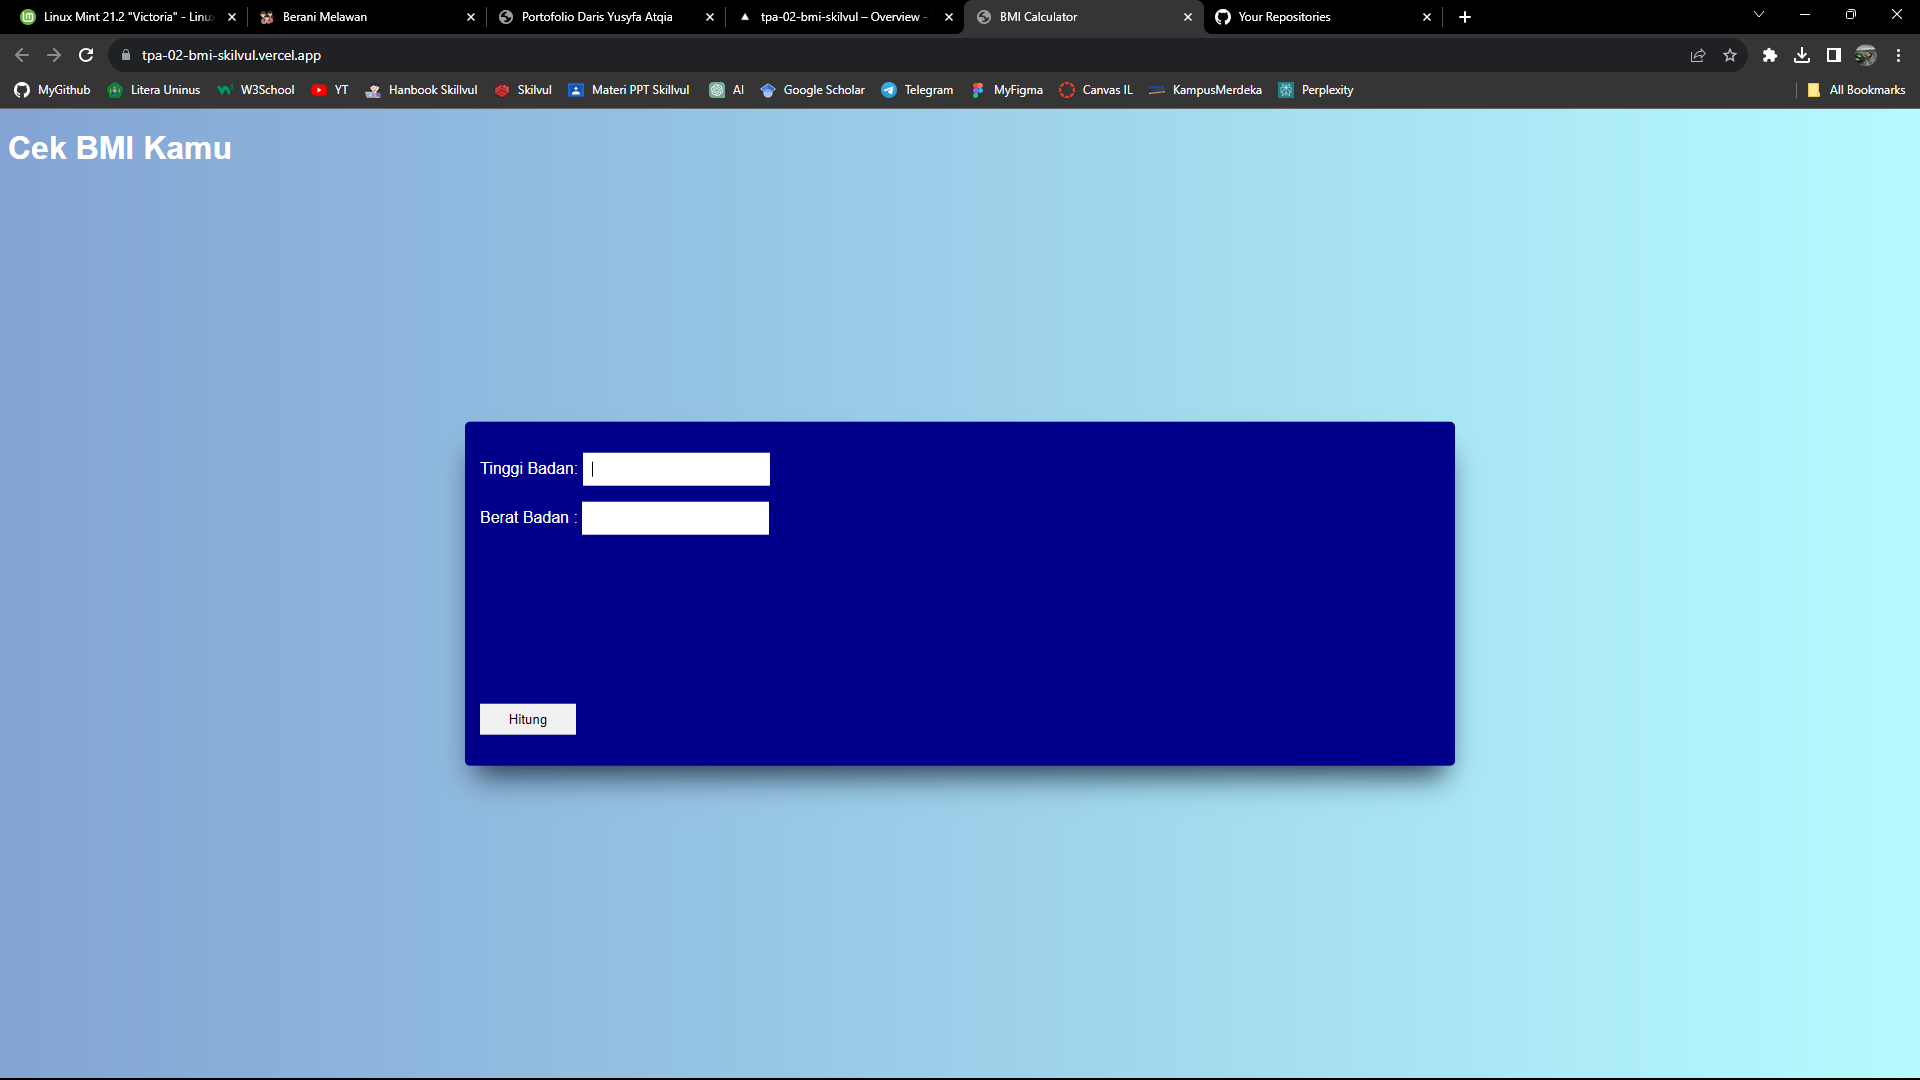 Linux Mint 21.2 "Victoria" - Linu
Berani Melawan
Portofolio Daris Yusyfa Atqia
tpa-02-bmi-skilvul – Overview -
BMI Calculator
Your Repositories
tpa-02-bmi-skilvul.vercel.app
MyGithub
Litera Uninus
W3School
YT
Hanbook Skillvul
Skilvul
Materi PPT Skillvul
AI
Google Scholar
Telegram
MyFigma
Canvas IL
KampusMerdeka
Perplexity
All Bookmarks
Cek BMI Kamu
Tinggi Badan:
Berat Badan :
Hitung